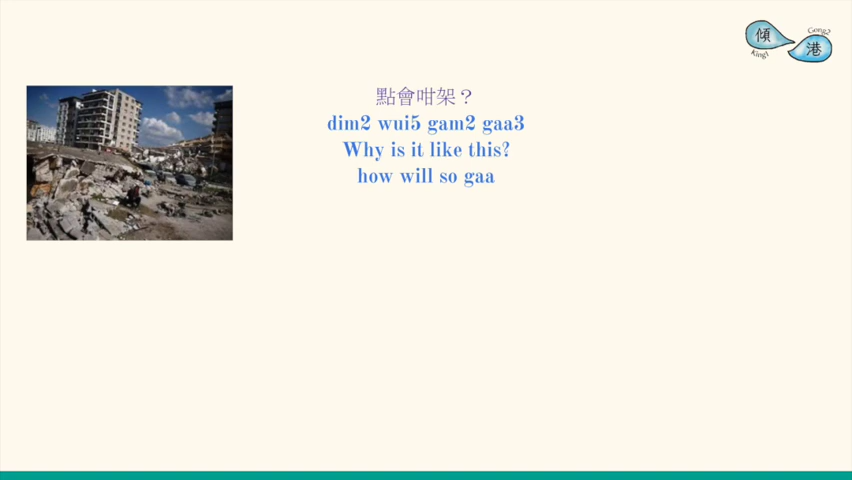 傾
King1
Gong2
港
點會咁架？
dim2 wui5 gam2 gaa3
Why is it like this?
how will so gaa